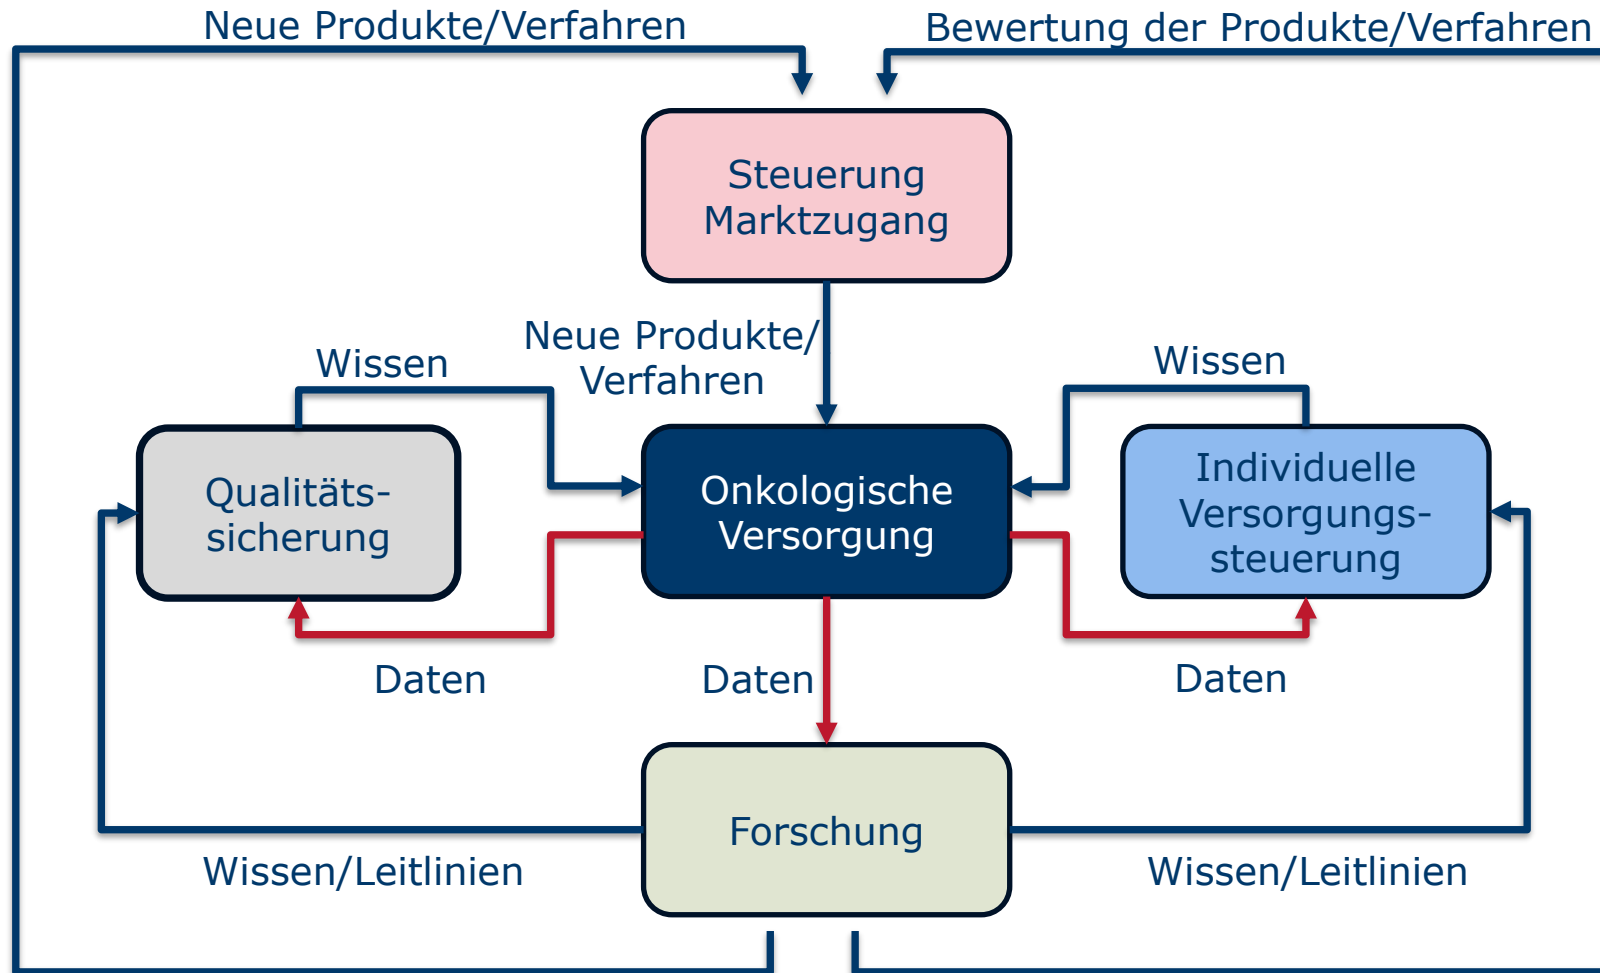 Neue Produkte/Verfahren
Bewertung der Produkte/Verfahren
Steuerung
Marktzugang
Neue Produkte/
Verfahren
Wissen
Wissen
Qualitäts-
sicherung
Onkologische
Versorgung
Individuelle
Versorgungs-
steuerung
Daten
Daten
Daten
Forschung
Wissen/Leitlinien
Wissen/Leitlinien